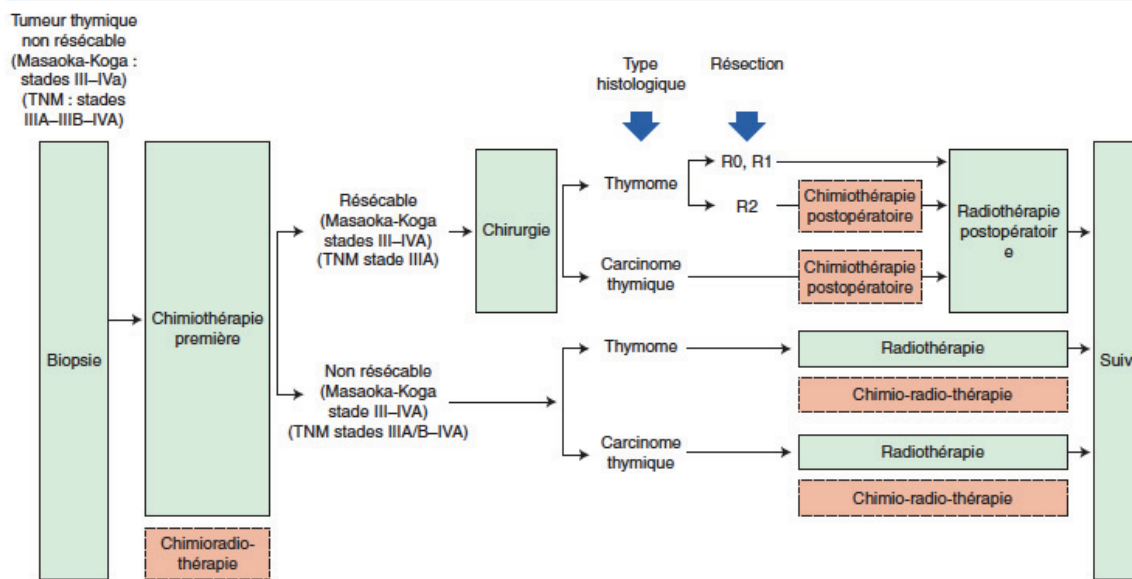 Tumeur thymique
non résécable
(Masaoka-Koga :
stades III–IVa)
(TNM : stades
IIIA–IIIB–IVA)
Type
histologique
Résection
Biopsie
Chimiothérapie
première
Chimioradio-
thérapie
Résécable
(Masaoka-Koga
stades III–IVA)
(TNM stade IIIA)
Non résécable
(Masaoka-Koga
stade III–IVA)
(TNM stades IIIA/B–IVA)
Chirurgie
Thymome
R0, R1
R2
Chimiothérapie
postopératoire
Carcinome
thymique
Chimiothérapie
postopératoire
Radiothérapie
postopératoir
e
Thymome
Radiothérapie
Chimio-radio-thérapie
Carcinome
thymique
Radiothérapie
Chimio-radio-thérapie
Suivi